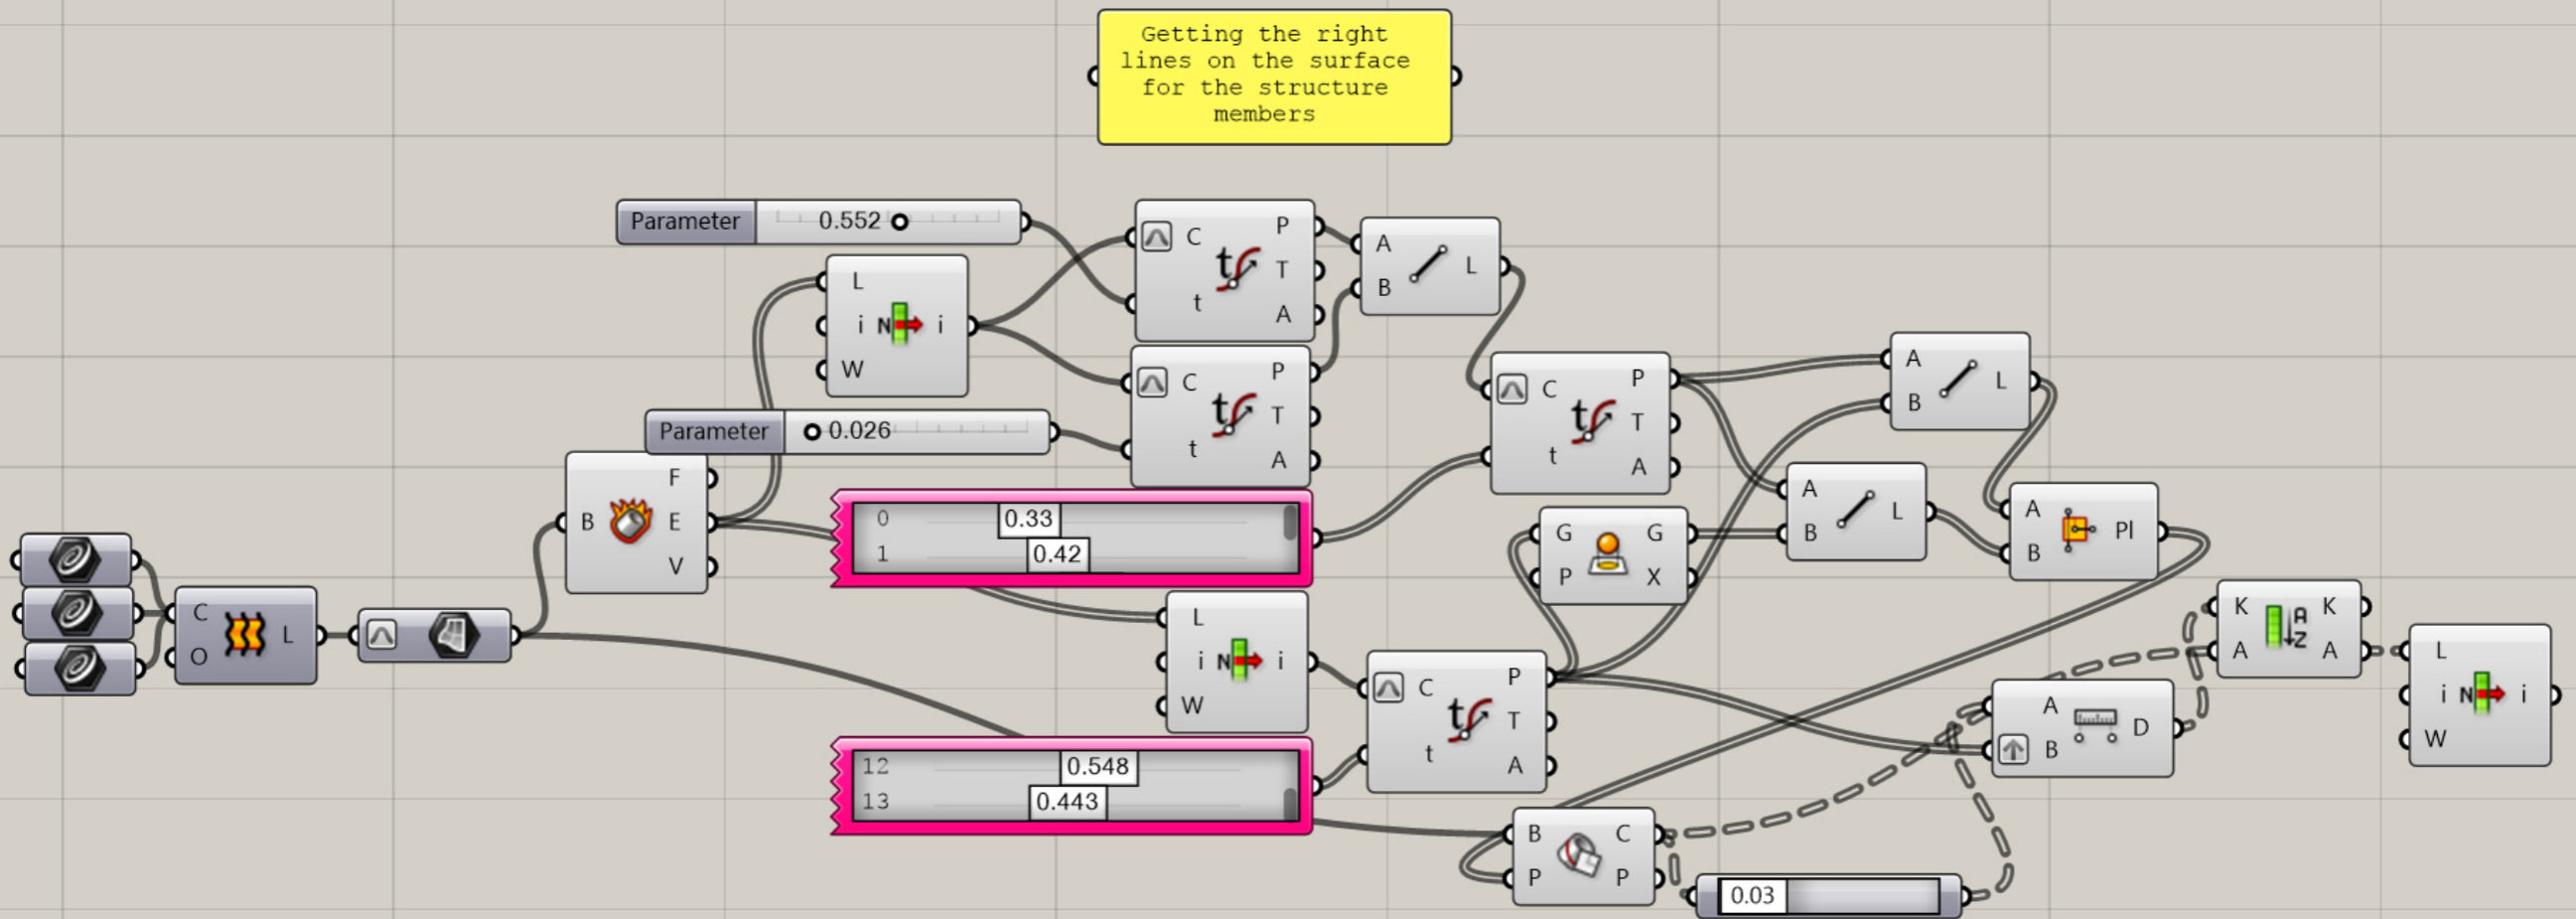 Getting the right
lines on the surface
for the structure
members
Parameter 0.552
C P
t T
A
A L
B
L
i N i
W
C P
t T
A
Parameter 0.026
C P
t T
A
A L
B
F
B E
V
0 0.33
1 0.42
G G
P X
A L
B
A Pl
B
C L
O
L
i N i
W
K K
A A
A
Z
L
i N i
W
C P
t T
A
A D
B
12 0.548
13 0.443
B C
P P
0.03